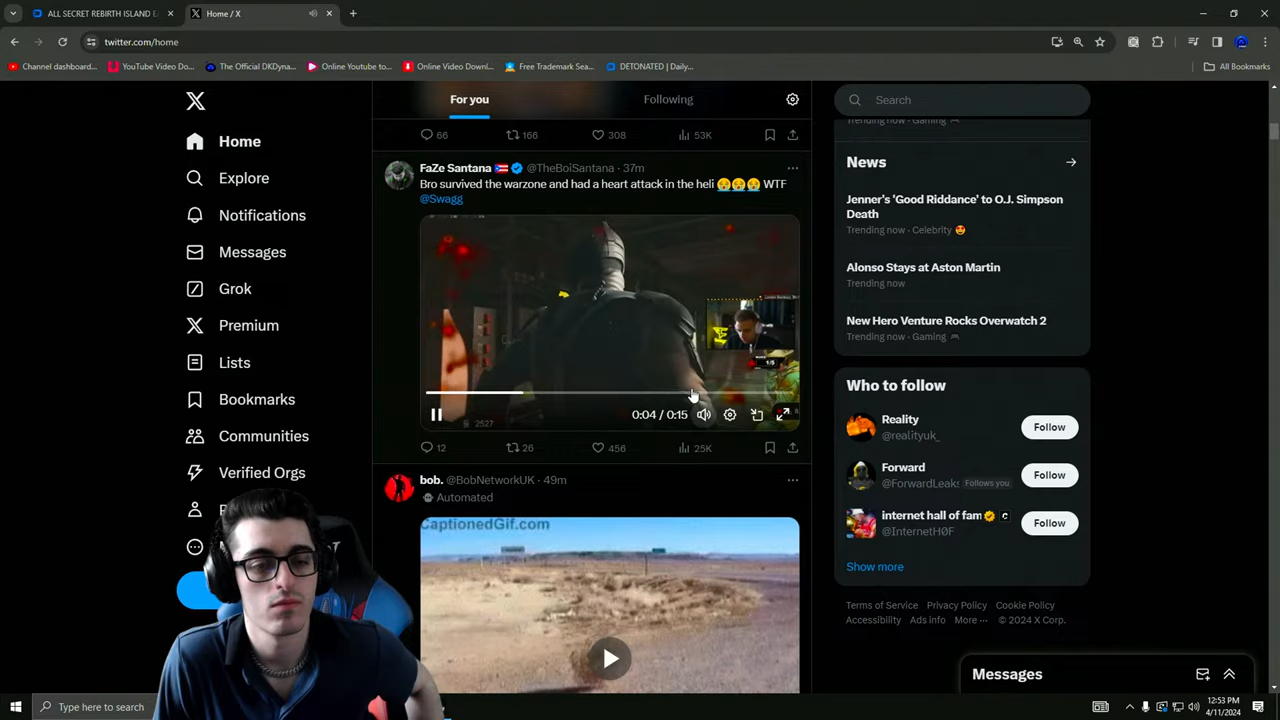 ALL SECRET REBIRTH ISLAND E
Home / X
twitter.com/home
Channel dashboard...
YouTube Video Do...
The Official DKDyna...
Online Youtube to...
Online Video Downl...
Free Trademark Sea...
DETONATED | Daily...
All Bookmarks
Home
Explore
Notifications
Messages
Grok
Premium
Lists
Bookmarks
Communities
Verified Orgs
For you
Following
66
166
308
53K
FaZe Santana
@TheBoiSantana · 37m
Bro survived the warzone and had a heart attack in the heli 😭😭😭 WTF
@Swagg
1/5
0:04 / 0:15
2527
12
26
456
25K
bob. @BobNetworkUK · 49m
Automated
CaptionedGif.com
Search
Trending now · Gaming
News
Jenner's 'Good Riddance' to O.J. Simpson
Death
Trending now · Celebrity 😍
Alonso Stays at Aston Martin
Trending now
New Hero Venture Rocks Overwatch 2
Trending now · Gaming
Who to follow
Reality
@realityuk_
Follow
Forward
@ForwardLeaks Follows you
Follow
internet hall of fam
@InternetH0F
Follow
Show more
Terms of Service Privacy Policy Cookie Policy
Accessibility Ads info More ··· © 2024 X Corp.
Messages
Type here to search
12:53 PM
4/11/2024